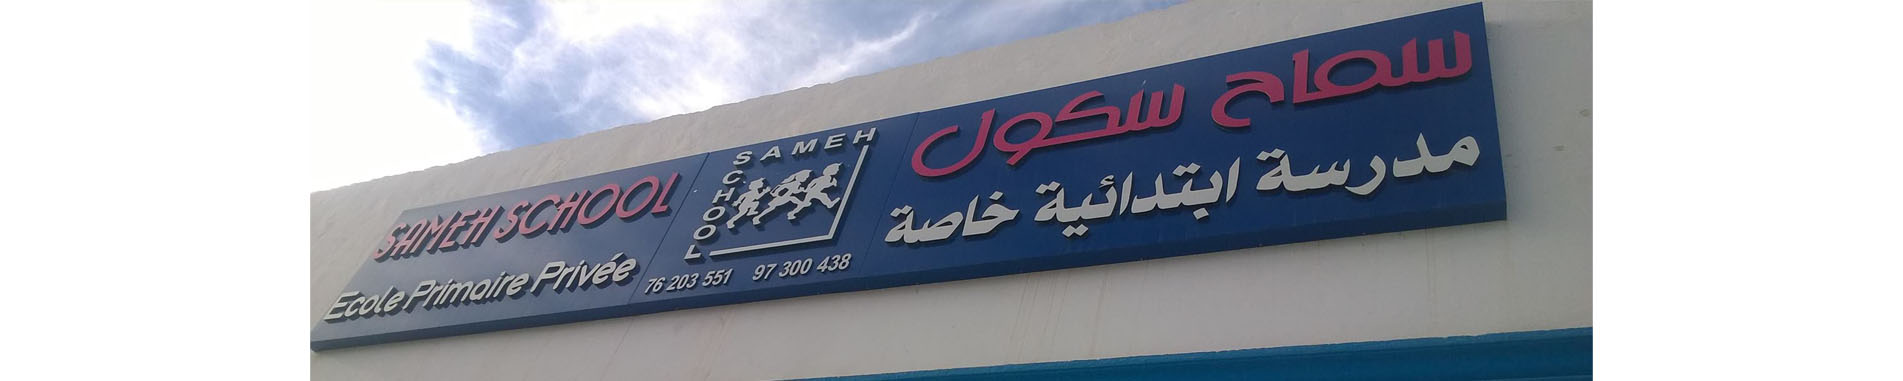 SAMEH SCHOOL
Ecole Primaire Privée
SAMEH
SCHOOL
76 203 551 97 300 438
سماح سكول
مدرسة ابتدائية خاصة